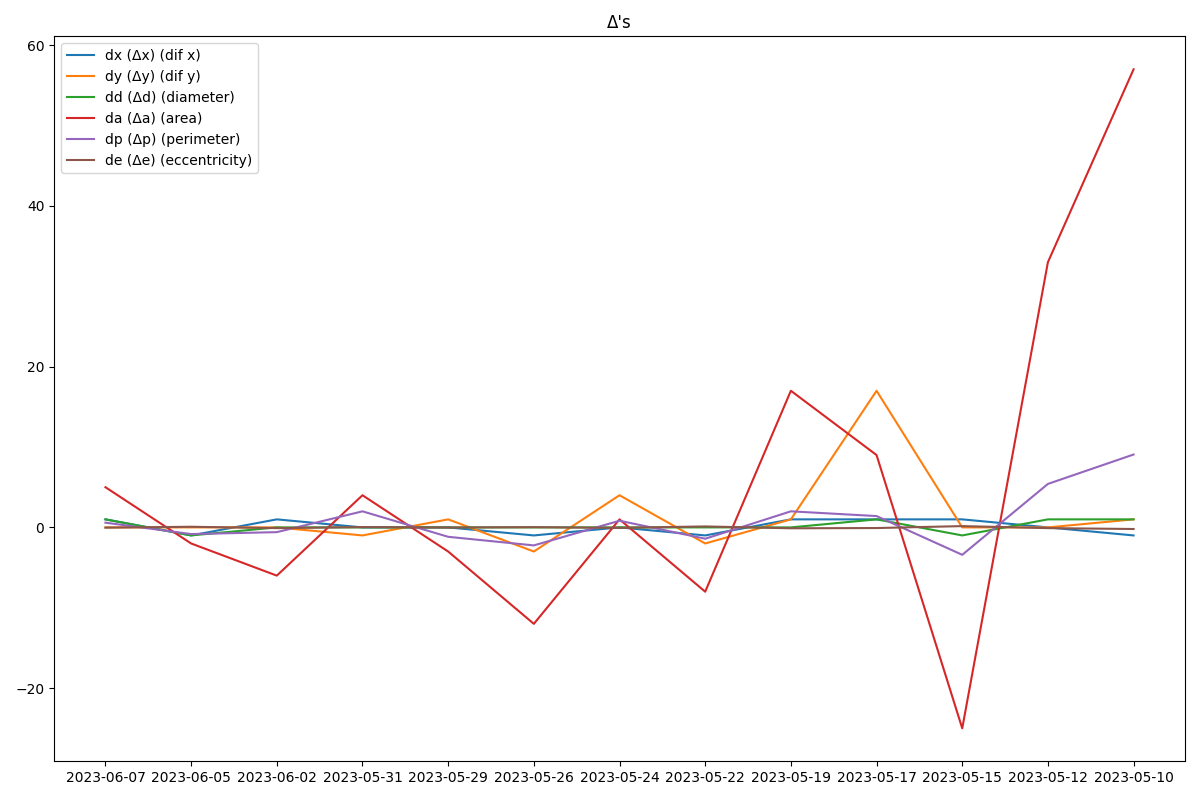 Δ's
dx (Δx) (dif x)
dy (Δy) (dif y)
dd (Δd) (diameter)
da (Δa) (area)
dp (Δp) (perimeter)
de (Δe) (eccentricity)
60
40
20
0
−20
2023-06-07 2023-06-05 2023-06-02 2023-05-31 2023-05-29 2023-05-26 2023-05-24 2023-05-22 2023-05-19 2023-05-17 2023-05-15 2023-05-12 2023-05-10